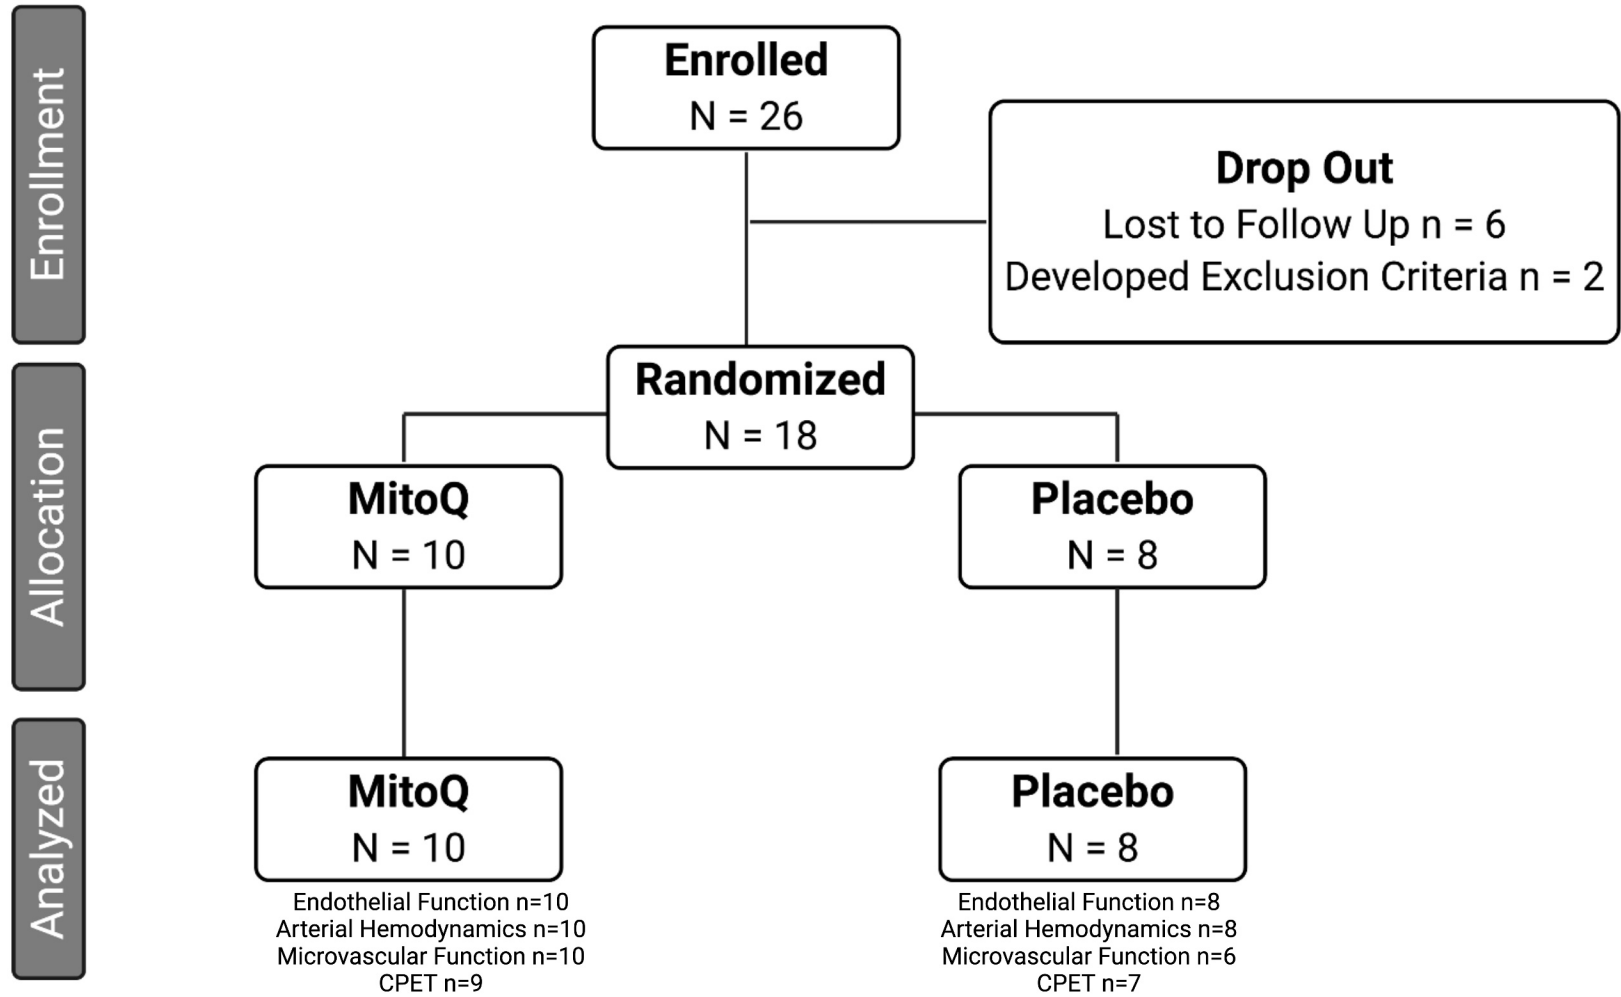 Enrollment
Enrolled
N = 26
Drop Out
Lost to Follow Up n = 6
Developed Exclusion Criteria n = 2
Allocation
Randomized
N = 18
MitoQ
N = 10
Placebo
N = 8
Analyzed
MitoQ
N = 10
Endothelial Function n=10
Arterial Hemodynamics n=10
Microvascular Function n=10
CPET n=9
Placebo
N = 8
Endothelial Function n=8
Arterial Hemodynamics n=8
Microvascular Function n=6
CPET n=7